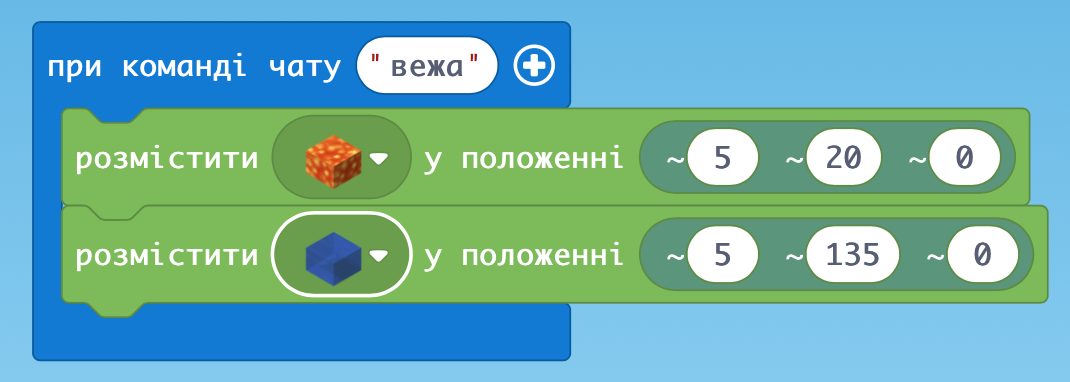 при команді чату "вежа"
розмістити у положенні ~5 ~20 ~0
розмістити у положенні ~5 ~135 ~0